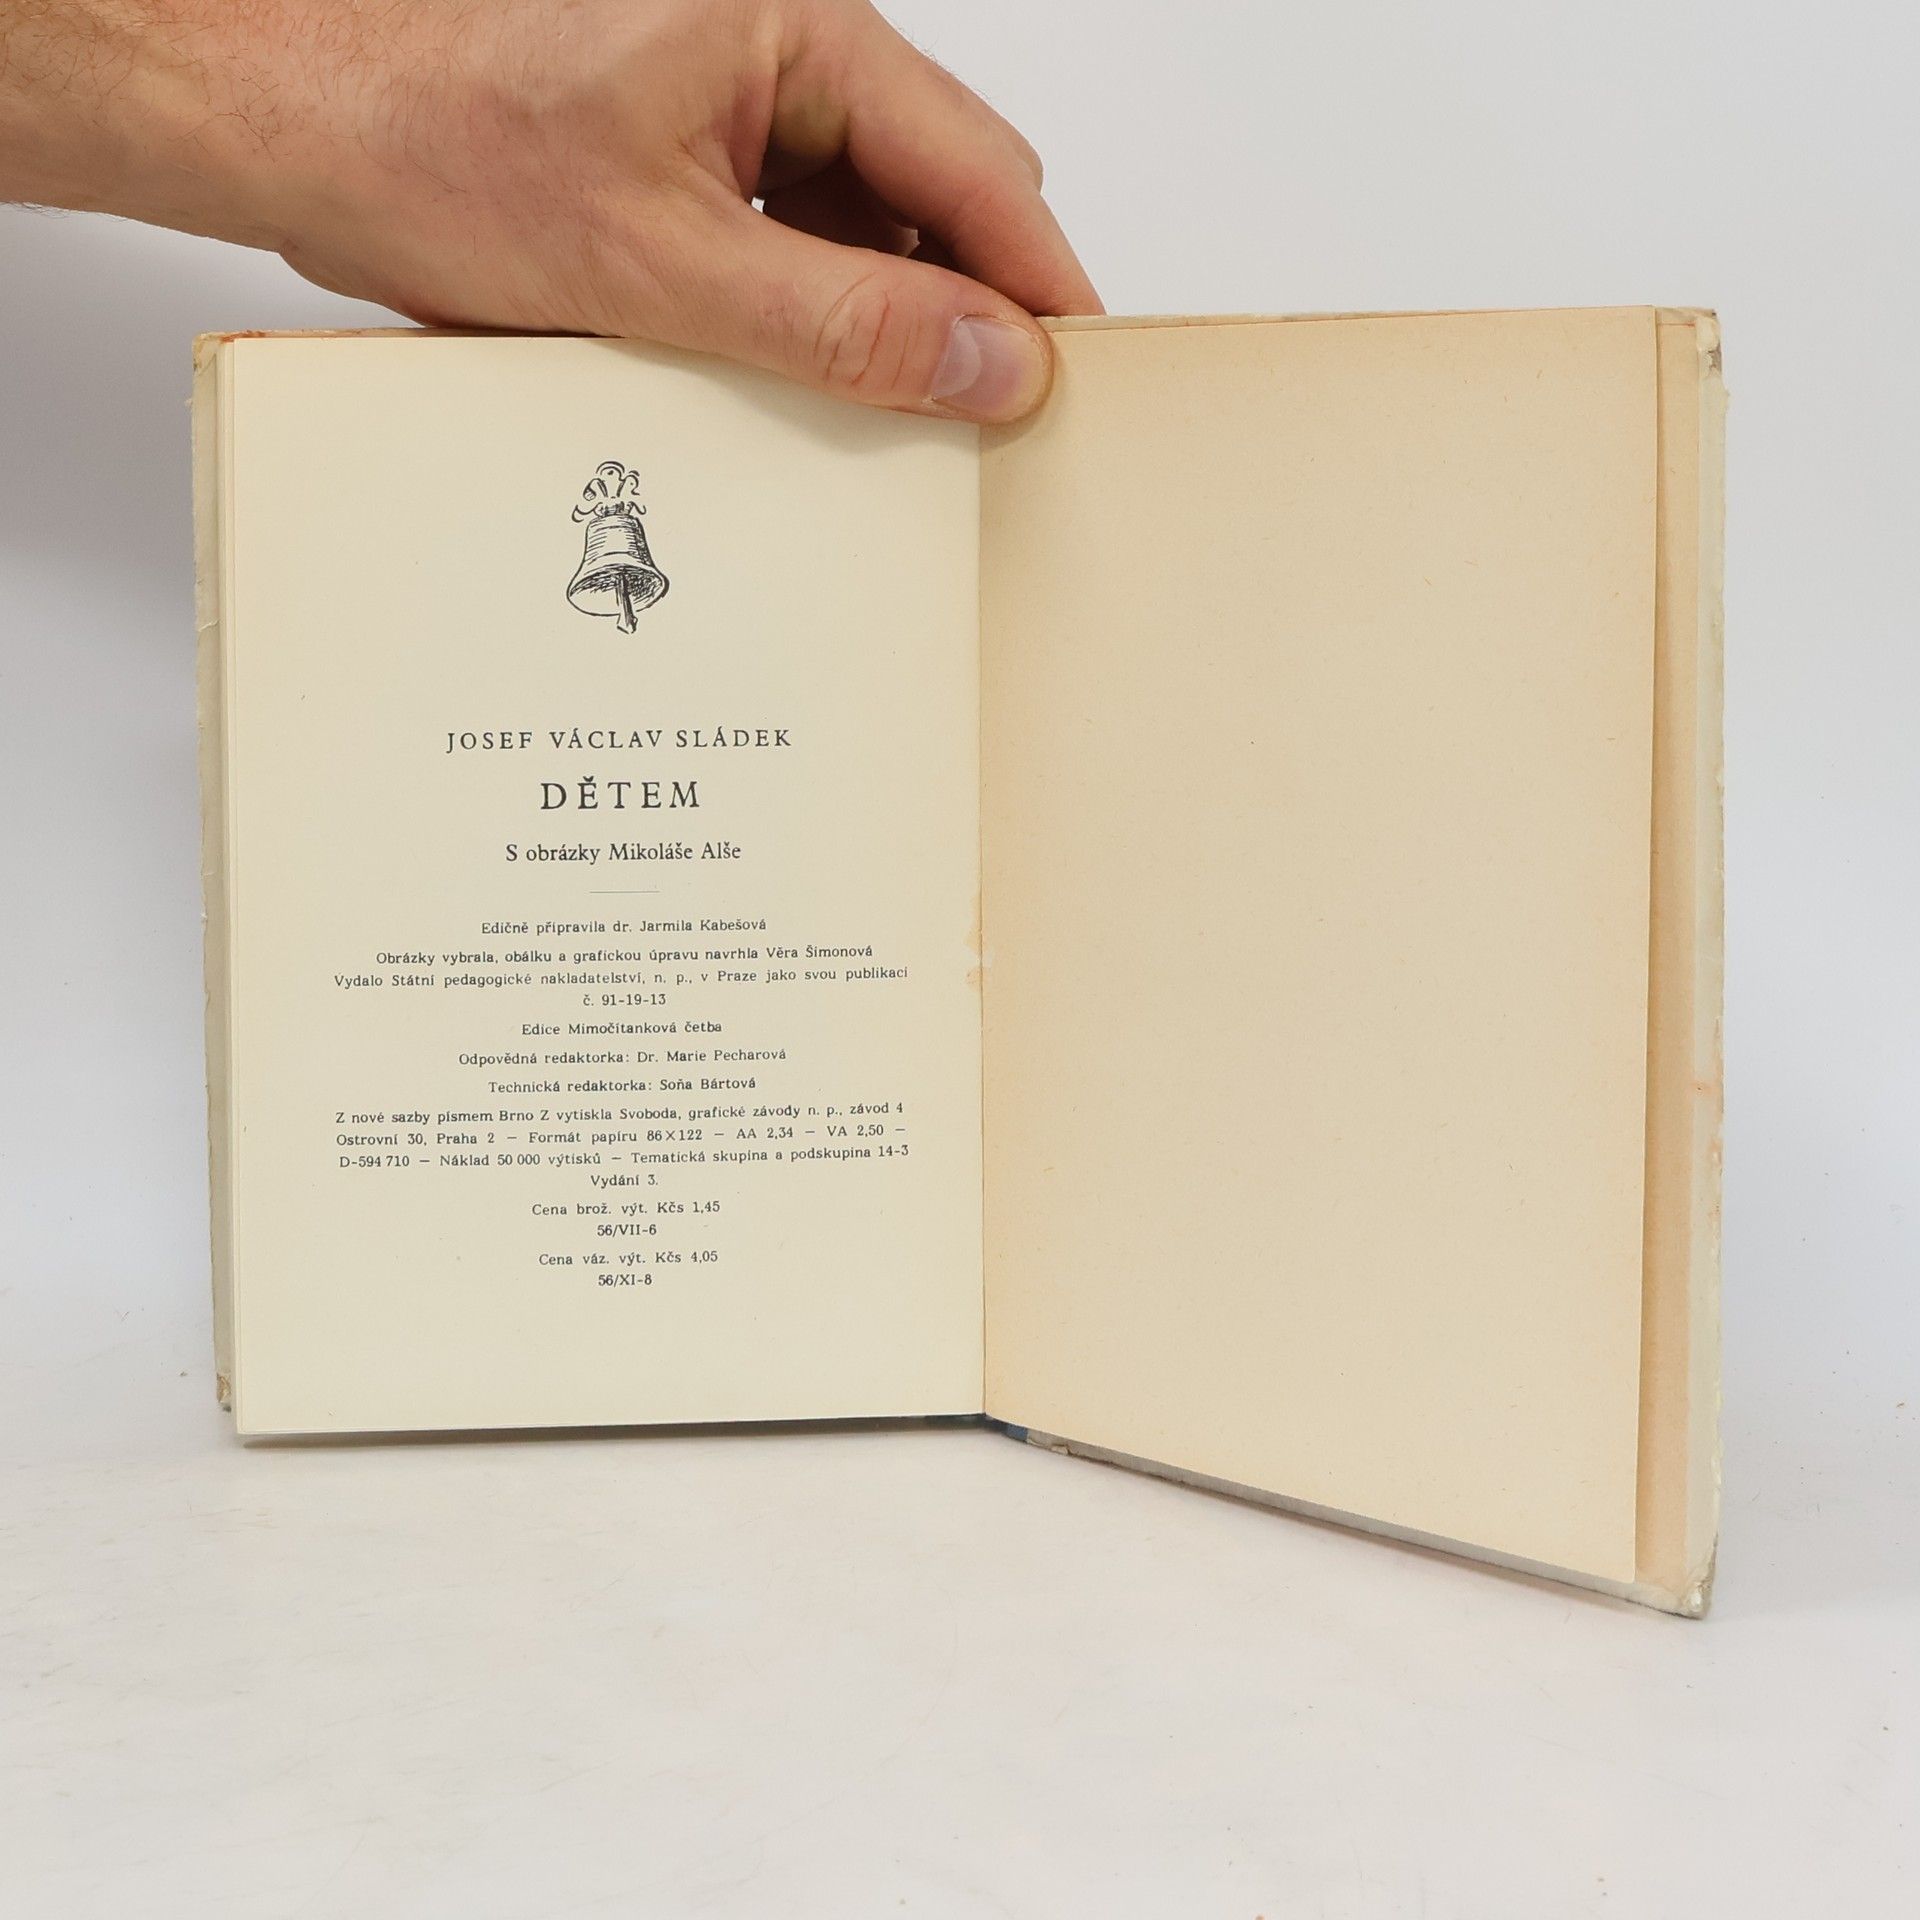 JOSEF VÁCLAV SLÁDEK
DĚTEM
S obrázky Mikoláše Alše
Edičně připravila dr. Jarmila Kabešová
Obrázky vybrala, obálku a grafickou úpravu navrhla Věra Šimonová
Vydalo Státní pedagogické nakladatelství, n. p., v Praze jako svou publikaci
č. 91-19-13
Edice Mimočítanková četba
Odpovědná redaktorka: Dr. Marie Pecharová
Technická redaktorka: Soňa Bártová
Z nové sazby písmem Brno Z vytiskla Svoboda, grafické závody n. p., závod 4
Ostrovní 30, Praha 2 — Formát papíru 86×122 — AA 2,34 — VA 2,50 —
D-594 710 — Náklad 50 000 výtisků — Tematická skupina a podskupina 14-3
Vydání 3.
Cena brož. výt. Kčs 1,45
56/VII-6
Cena váz. výt. Kčs 4,05
56/XI-8